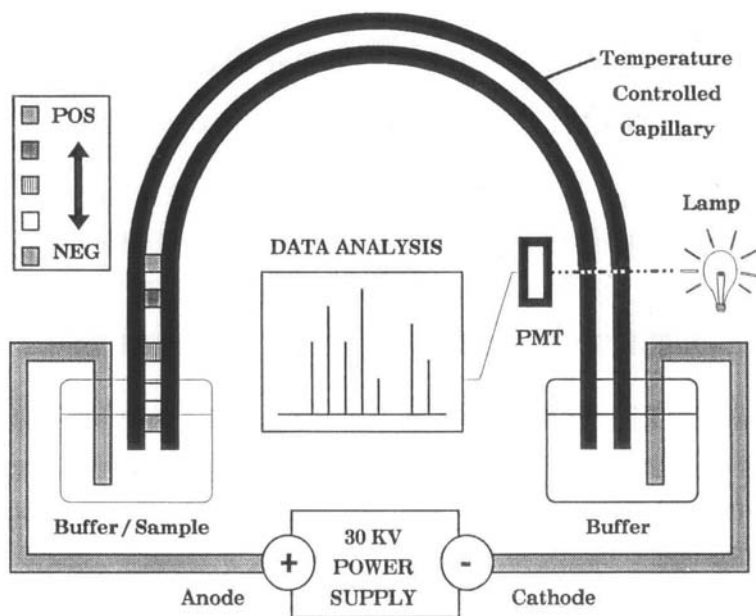 Temperature
Controlled
Capillary
POS
NEG
Lamp
DATA ANALYSIS
PMT
Buffer / Sample
Buffer
+
30 KV
POWER
SUPPLY
-
Anode
Cathode